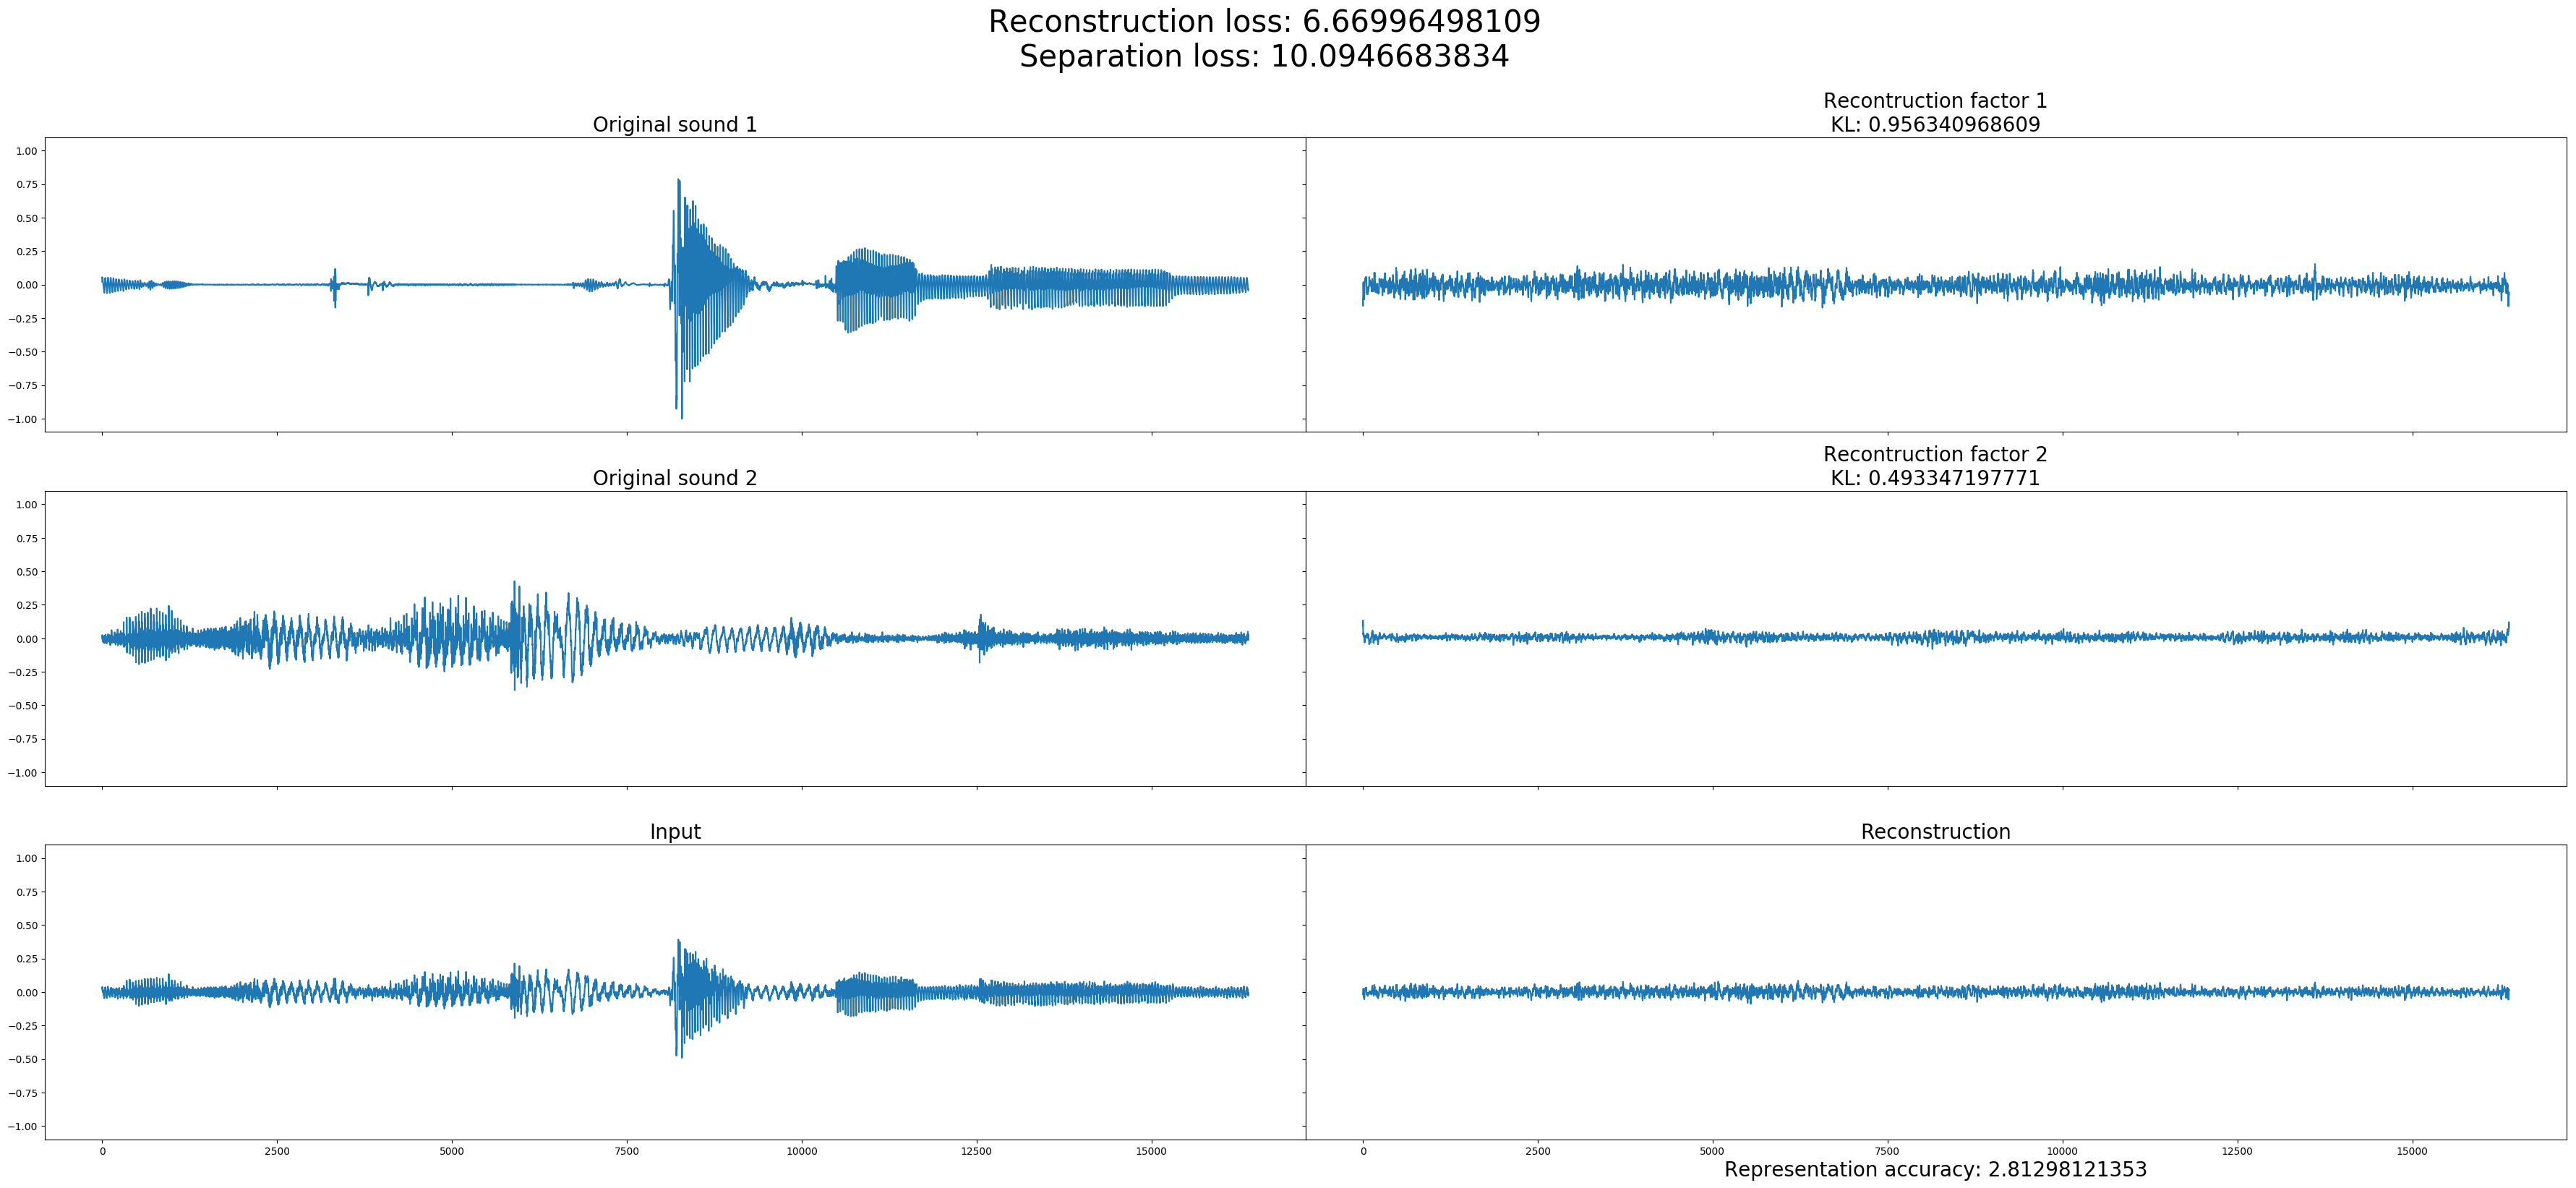 Reconstruction loss: 6.66996498109
Separation loss: 10.0946683834
Original sound 1
Recontruction factor 1
KL: 0.956340968609
1.00
0.75
0.50
0.25
0.00
−0.25
−0.50
−0.75
−1.00
Original sound 2
Recontruction factor 2
KL: 0.493347197771
1.00
0.75
0.50
0.25
0.00
−0.25
−0.50
−0.75
−1.00
Input
Reconstruction
1.00
0.75
0.50
0.25
0.00
−0.25
−0.50
−0.75
−1.00
0 2500 5000 7500 10000 12500 15000
0 2500 5000 7500 10000 12500 15000
Representation accuracy: 2.81298121353